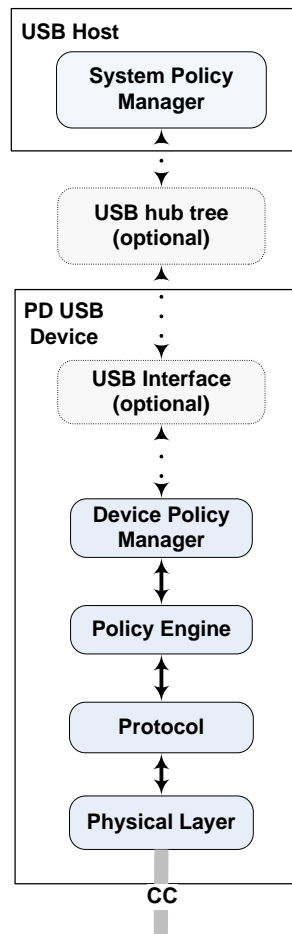 USB Host
System Policy
Manager
USB hub tree
(optional)
PD USB
Device
USB Interface
(optional)
Device Policy
Manager
Policy Engine
Protocol
Physical Layer
CC